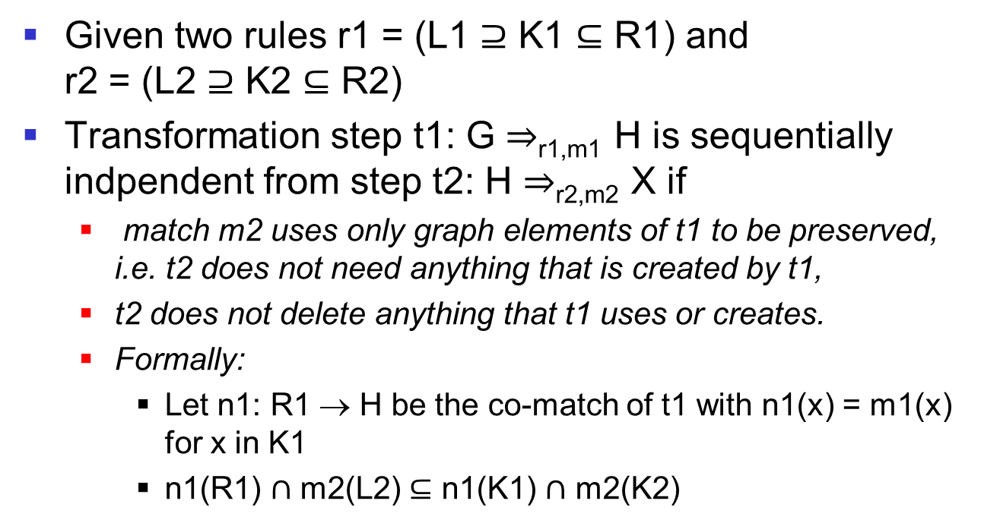 Given two rules r1 = (L1 ⊇ K1 ⊆ R1) and
r2 = (L2 ⊇ K2 ⊆ R2)
Transformation step t1: G ⇒r1,m1 H is sequentially
indpendent from step t2: H ⇒r2,m2 X if
match m2 uses only graph elements of t1 to be preserved,
i.e. t2 does not need anything that is created by t1,
t2 does not delete anything that t1 uses or creates.
Formally:
Let n1: R1 → H be the co-match of t1 with n1(x) = m1(x)
for x in K1
n1(R1) ∩ m2(L2) ⊆ n1(K1) ∩ m2(K2)